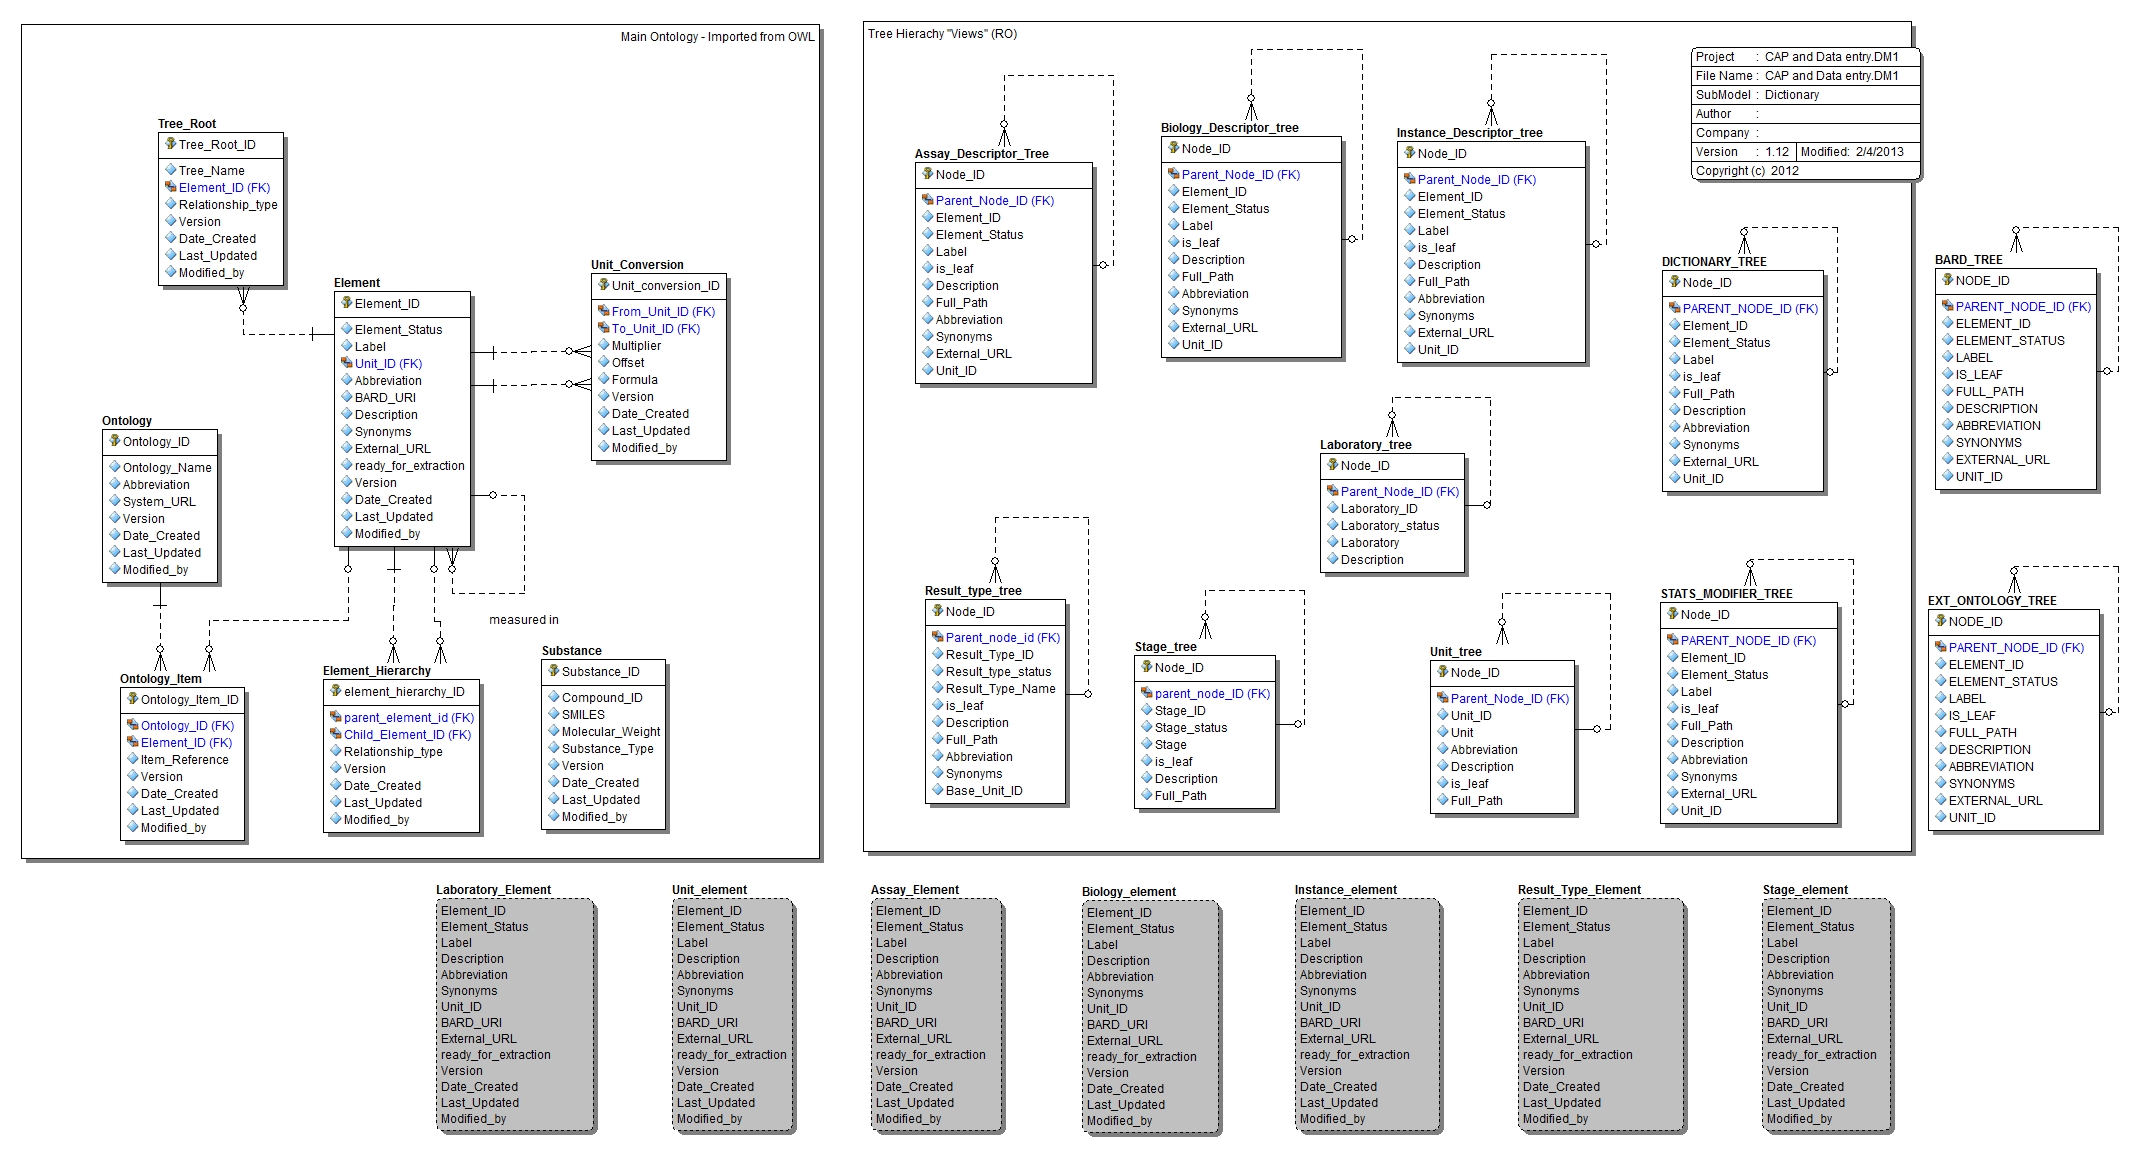 Main Ontology - Imported from OWL
Tree_Root
Tree_Root_ID
Tree_Name
Element_ID (FK)
Relationship_type
Version
Date_Created
Last_Updated
Modified_by
Element
Element_ID
Element_Status
Label
Unit_ID (FK)
Abbreviation
BARD_URI
Description
Synonyms
External_URL
ready_for_extraction
Version
Date_Created
Last_Updated
Modified_by
Unit_Conversion
Unit_conversion_ID
From_Unit_ID (FK)
To_Unit_ID (FK)
Multiplier
Offset
Formula
Version
Date_Created
Last_Updated
Modified_by
Ontology
Ontology_ID
Ontology_Name
Abbreviation
System_URL
Version
Date_Created
Last_Updated
Modified_by
measured in
Ontology_Item
Ontology_Item_ID
Ontology_ID (FK)
Element_ID (FK)
Item_Reference
Version
Date_Created
Last_Updated
Modified_by
Element_Hierarchy
element_hierarchy_ID
parent_element_id (FK)
Child_Element_ID (FK)
Relationship_type
Version
Date_Created
Last_Updated
Modified_by
Substance
Substance_ID
Compound_ID
SMILES
Molecular_Weight
Substance_Type
Version
Date_Created
Last_Updated
Modified_by
Tree Hierachy "Views" (RO)
Project : CAP and Data entry.DM1
File Name : CAP and Data entry.DM1
SubModel : Dictionary
Author :
Company :
Version : 1.12 Modified: 2/4/2013
Copyright (c) 2012
Assay_Descriptor_Tree
Node_ID
Parent_Node_ID (FK)
Element_ID
Element_Status
Label
is_leaf
Description
Full_Path
Abbreviation
Synonyms
External_URL
Unit_ID
Biology_Descriptor_tree
Node_ID
Parent_Node_ID (FK)
Element_ID
Element_Status
Label
is_leaf
Description
Full_Path
Abbreviation
Synonyms
External_URL
Unit_ID
Instance_Descriptor_tree
Node_ID
Parent_Node_ID (FK)
Element_ID
Element_Status
Label
is_leaf
Description
Full_Path
Abbreviation
Synonyms
External_URL
Unit_ID
DICTIONARY_TREE
Node_ID
PARENT_NODE_ID (FK)
Element_ID
Element_Status
Label
is_leaf
Full_Path
Description
Abbreviation
Synonyms
External_URL
Unit_ID
BARD_TREE
NODE_ID
PARENT_NODE_ID (FK)
ELEMENT_ID
ELEMENT_STATUS
LABEL
IS_LEAF
FULL_PATH
DESCRIPTION
ABBREVIATION
SYNONYMS
EXTERNAL_URL
UNIT_ID
Laboratory_tree
Node_ID
Parent_Node_ID (FK)
Laboratory_ID
Laboratory_status
Laboratory
Description
Result_type_tree
Node_ID
Parent_node_id (FK)
Result_Type_ID
Result_type_status
Result_Type_Name
is_leaf
Description
Full_Path
Abbreviation
Synonyms
Base_Unit_ID
Stage_tree
Node_ID
parent_node_ID (FK)
Stage_ID
Stage_status
Stage
is_leaf
Description
Full_Path
Unit_tree
Node_ID
Parent_Node_ID (FK)
Unit_ID
Unit
Abbreviation
Description
is_leaf
Full_Path
STATS_MODIFIER_TREE
Node_ID
PARENT_NODE_ID (FK)
Element_ID
Element_Status
Label
is_leaf
Full_Path
Description
Abbreviation
Synonyms
External_URL
Unit_ID
EXT_ONTOLOGY_TREE
NODE_ID
PARENT_NODE_ID (FK)
ELEMENT_ID
ELEMENT_STATUS
LABEL
IS_LEAF
FULL_PATH
DESCRIPTION
ABBREVIATION
SYNONYMS
EXTERNAL_URL
UNIT_ID
Laboratory_Element
Element_ID
Element_Status
Label
Description
Abbreviation
Synonyms
Unit_ID
BARD_URI
External_URL
ready_for_extraction
Version
Date_Created
Last_Updated
Modified_by
Unit_element
Element_ID
Element_Status
Label
Description
Abbreviation
Synonyms
Unit_ID
BARD_URI
External_URL
ready_for_extraction
Version
Date_Created
Last_Updated
Modified_by
Assay_Element
Element_ID
Element_Status
Label
Description
Abbreviation
Synonyms
Unit_ID
BARD_URI
External_URL
ready_for_extraction
Version
Date_Created
Last_Updated
Modified_by
Biology_element
Element_ID
Element_Status
Label
Description
Abbreviation
Synonyms
Unit_ID
BARD_URI
External_URL
ready_for_extraction
Version
Date_Created
Last_Updated
Modified_by
Instance_element
Element_ID
Element_Status
Label
Description
Abbreviation
Synonyms
Unit_ID
BARD_URI
External_URL
ready_for_extraction
Version
Date_Created
Last_Updated
Modified_by
Result_Type_Element
Element_ID
Element_Status
Label
Description
Abbreviation
Synonyms
Unit_ID
BARD_URI
External_URL
ready_for_extraction
Version
Date_Created
Last_Updated
Modified_by
Stage_element
Element_ID
Element_Status
Label
Description
Abbreviation
Synonyms
Unit_ID
BARD_URI
External_URL
ready_for_extraction
Version
Date_Created
Last_Updated
Modified_by